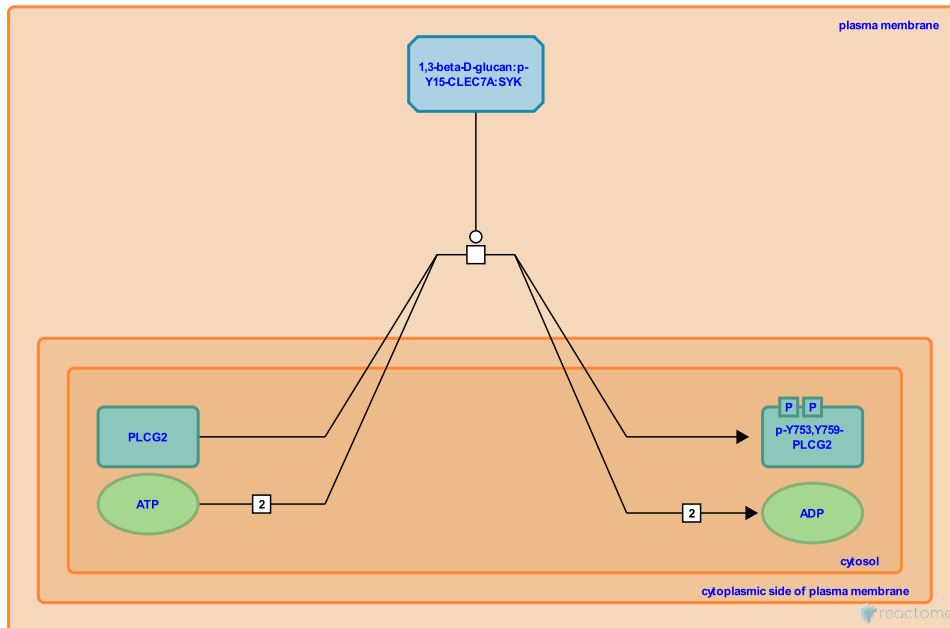 plasma membrane
1,3-beta-D-glucan:p-
Y15-CLEC7A:SYK
PLCG2
ATP
2
P P
p-Y753,Y759-
PLCG2
2
ADP
cytosol
cytoplasmic side of plasma membrane
reactome